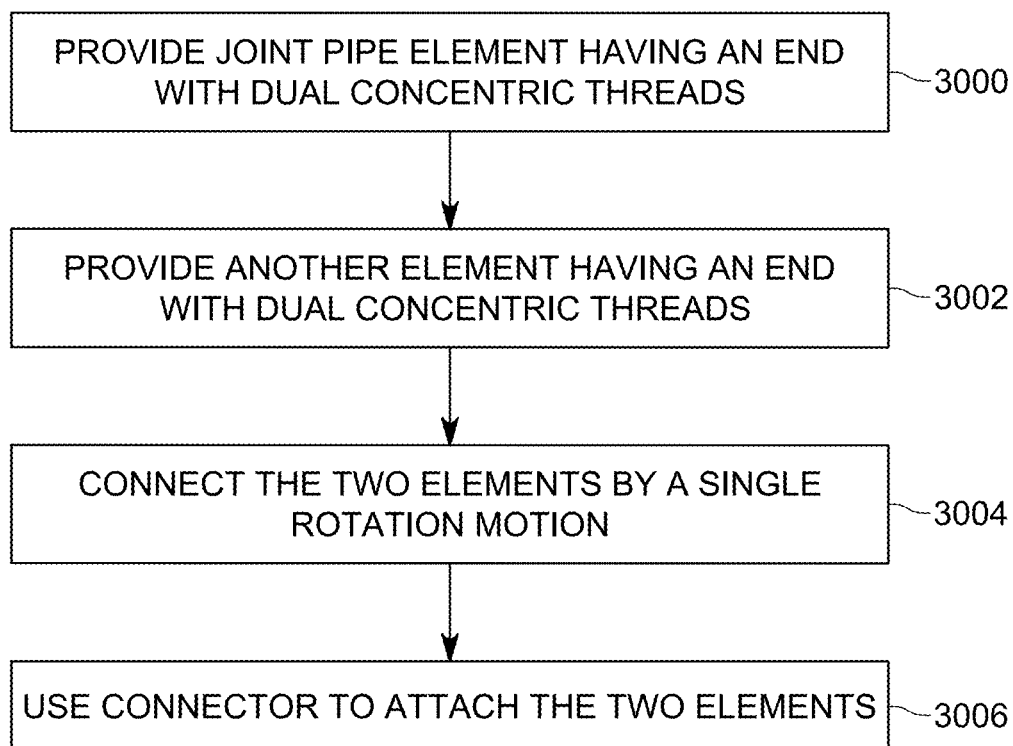 PROVIDE JOINT PIPE ELEMENT HAVING AN END
WITH DUAL CONCENTRIC THREADS
3000
PROVIDE ANOTHER ELEMENT HAVING AN END
WITH DUAL CONCENTRIC THREADS
3002
CONNECT THE TWO ELEMENTS BY A SINGLE
ROTATION MOTION
3004
USE CONNECTOR TO ATTACH THE TWO ELEMENTS
3006